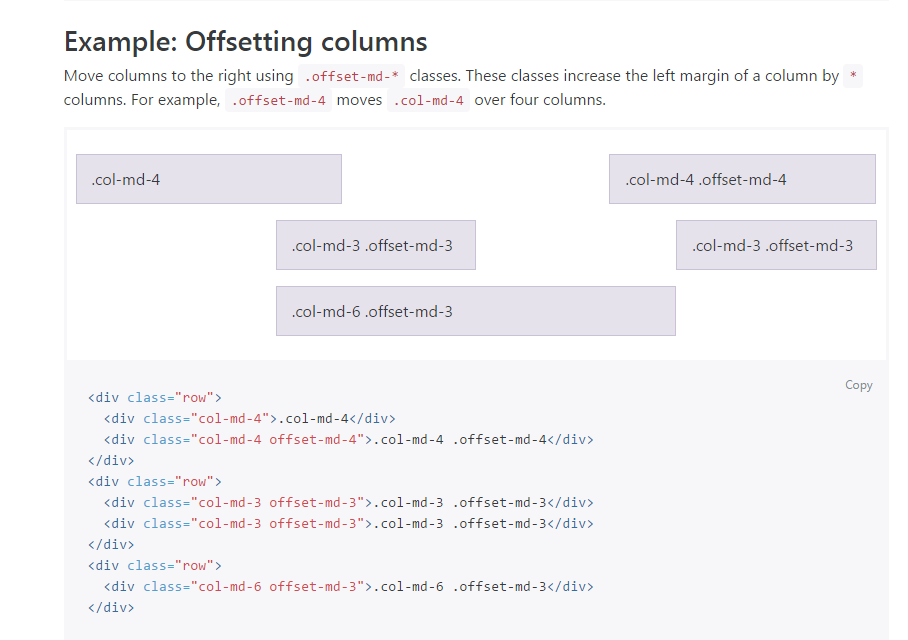 Example: Offsetting columns
Move columns to the right using .offset-md-* classes. These classes increase the left margin of a column by *
columns. For example, .offset-md-4 moves .col-md-4 over four columns.
.col-md-4 .col-md-4 .offset-md-4
.col-md-3 .offset-md-3 .col-md-3 .offset-md-3
.col-md-6 .offset-md-3
Copy
<div class="row">
  <div class="col-md-4">.col-md-4</div>
  <div class="col-md-4 offset-md-4">.col-md-4 .offset-md-4</div>
</div>
<div class="row">
  <div class="col-md-3 offset-md-3">.col-md-3 .offset-md-3</div>
  <div class="col-md-3 offset-md-3">.col-md-3 .offset-md-3</div>
</div>
<div class="row">
  <div class="col-md-6 offset-md-3">.col-md-6 .offset-md-3</div>
</div>